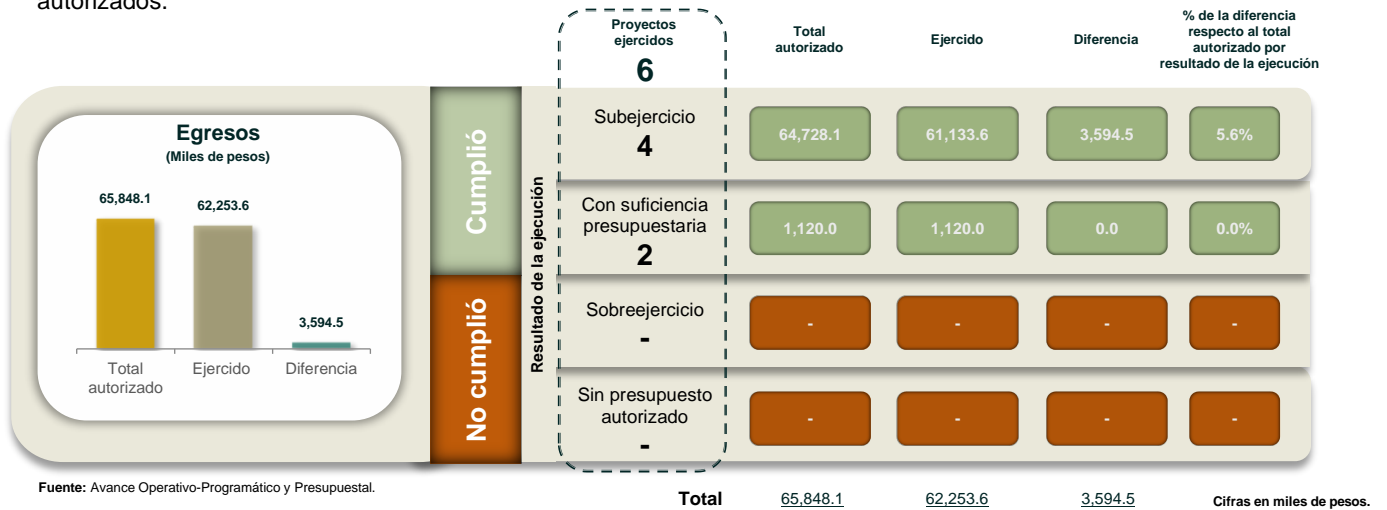 autorizados.
Egresos
(Miles de pesos)
65,848.1
62,253.6
3,594.5
Total
autorizado
Ejercido
Diferencia
Cumplió
No cumplió
Resultado de la ejecución
Proyectos
ejercidos
6
Total
autorizado
Ejercido
Diferencia
% de la diferencia
respecto al total
autorizado por
resultado de la ejecución
Subejercicio
4
64,728.1
61,133.6
3,594.5
5.6%
Con suficiencia
presupuestaria
2
1,120.0
1,120.0
0.0
0.0%
Sobreejercicio
-
-
-
-
-
Sin presupuesto
autorizado
-
-
-
-
-
Fuente: Avance Operativo-Programático y Presupuestal.
Total 65,848.1 62,253.6 3,594.5 Cifras en miles de pesos.